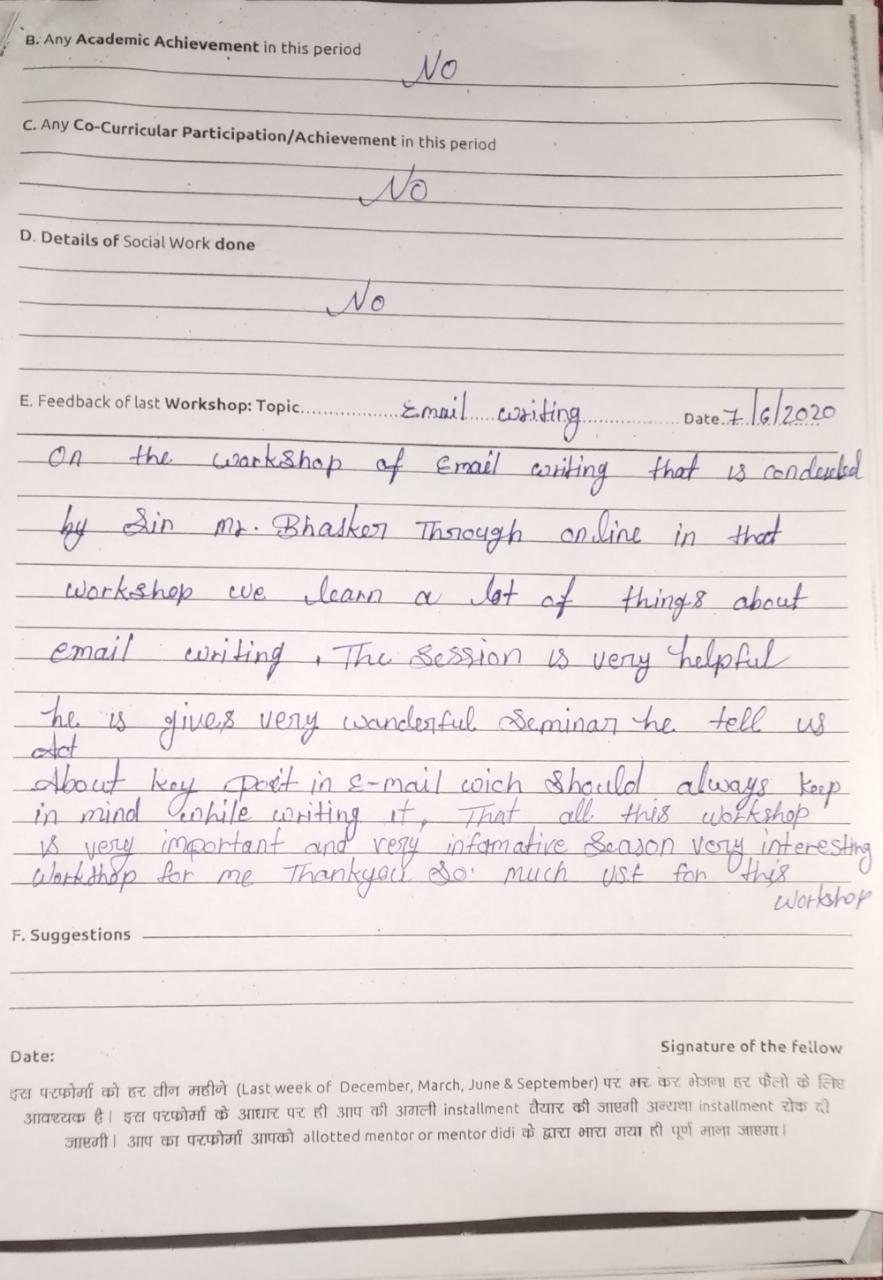 B. Any Academic Achievement in this period
No
C. Any Co-Curricular Participation/Achievement in this period
No
D. Details of Social Work done
No
E. Feedback of last Workshop: Topic.................Email.....writing.................... Date.7/6/2020
On the workshop of Email writing that is conducted
by Sir Mr. Bhasker Through online in that
workshop we learn a lot of things about
email writing, The Session is very helpful
he is gives very wanderful Seminar he tell us
About key poit in E-mail wich Should always keep
in mind while writing it, That all this workshop
is very important and very infomative Season very interesting
Workshop for me Thankyou So much USF for this
workshop
F. Suggestions
Signature of the fellow
Date:
इस परफोर्मा को हर तीन महीने (Last week of December, March, June & September) पर भर कर भेजना हर फैलो के लिए
आवश्यक है। इस परफोर्मा के आधार पर ही आप की अगली installment तैयार की जाएगी अन्यथा installment रोक दी
जाएगी। आप का परफोर्मा आपको allotted mentor or mentor didi के द्वारा भारा गया ही पूर्ण माना जाएगा।